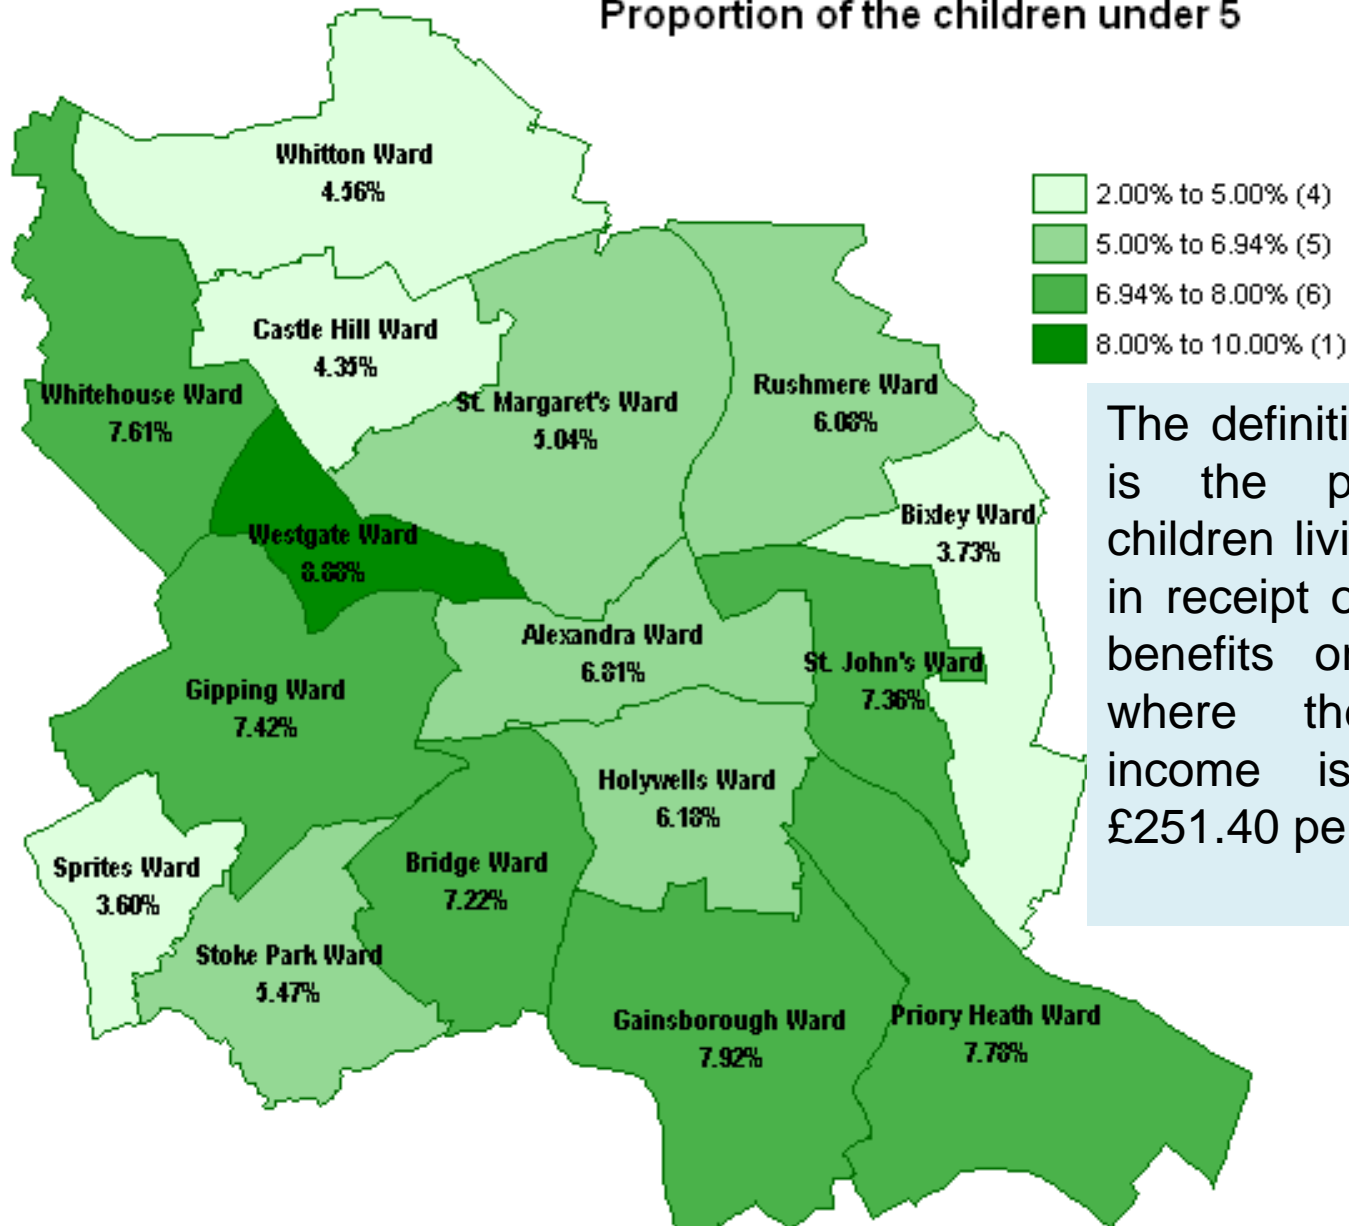 Proportion of the children under 5
Whitton Ward
4.56%
2.00% to 5.00% (4)
5.00% to 6.94% (5)
6.94% to 8.00% (6)
8.00% to 10.00% (1)
Castle Hill Ward
4.35%
Whitehouse Ward
7.61%
St. Margaret's Ward
5.04%
Rushmere Ward
6.08%
The definiti
is the p
children livi
in receipt o
benefits or
where the
income is
£251.40 pe
Bixley Ward
3.73%
Westgate Ward
8.88%
Alexandra Ward
6.81%
St. John's Ward
7.36%
Gipping Ward
7.42%
Holywells Ward
6.18%
Sprites Ward
3.60%
Bridge Ward
7.22%
Stoke Park Ward
5.47%
Gainsborough Ward
7.92%
Priory Heath Ward
7.78%